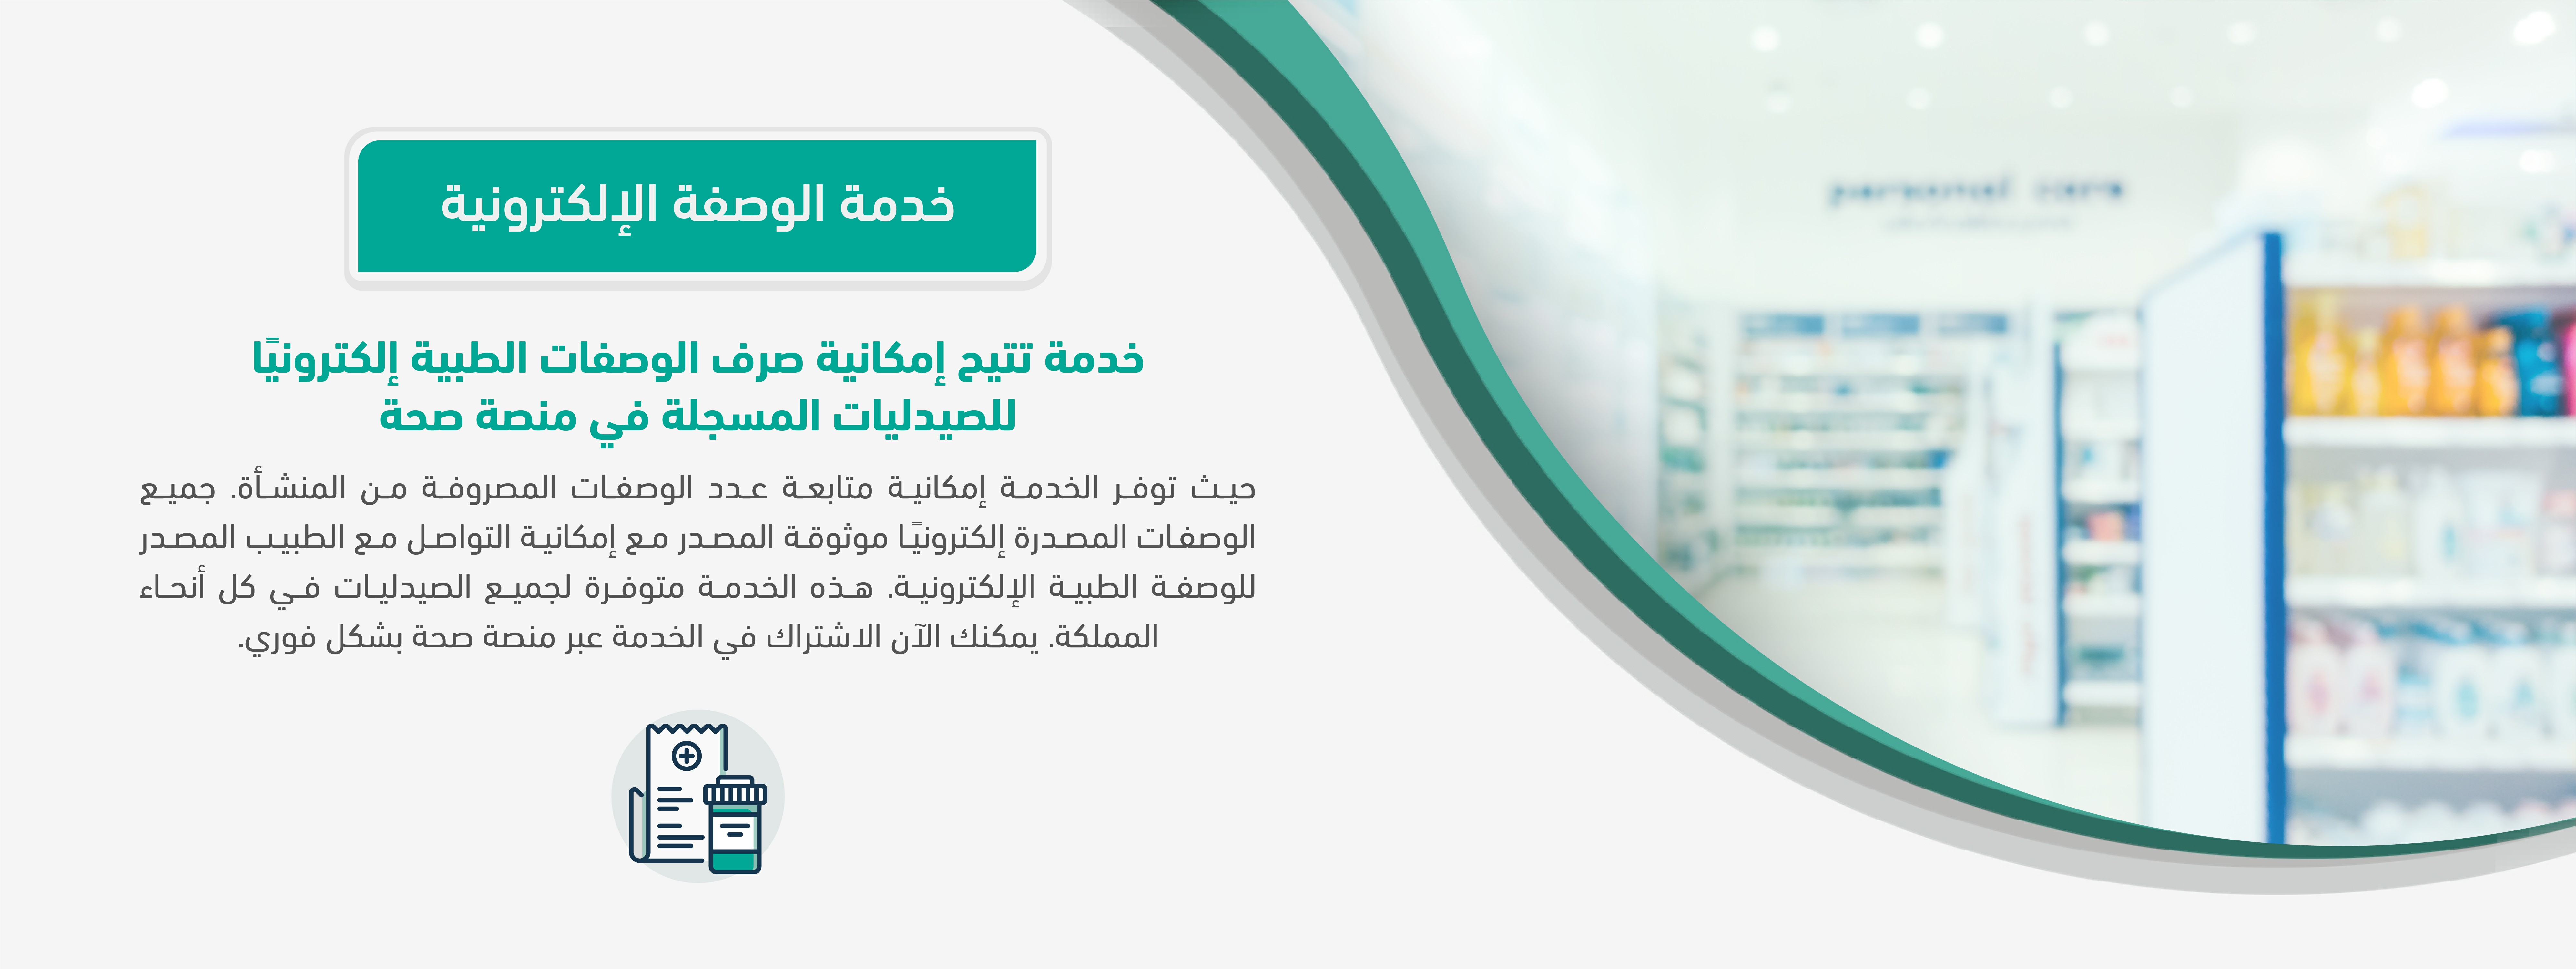 خدمة الوصفة الإلكترونية
خدمة تتيح إمكانية صرف الوصفات الطبية إلكترونيًا
للصيدليات المسجلة في منصة صحة
حيث توفر الخدمة إمكانية متابعة عدد الوصفات المصروفة من المنشأة. جميع
الوصفات المصدرة إلكترونيًا موثوقة المصدر مع إمكانية التواصل مع الطبيب المصدر
للوصفة الطبية الإلكترونية. هذه الخدمة متوفرة لجميع الصيدليات في كل أنحاء
المملكة. يمكنك الآن الاشتراك في الخدمة عبر منصة صحة بشكل فوري.
personal care